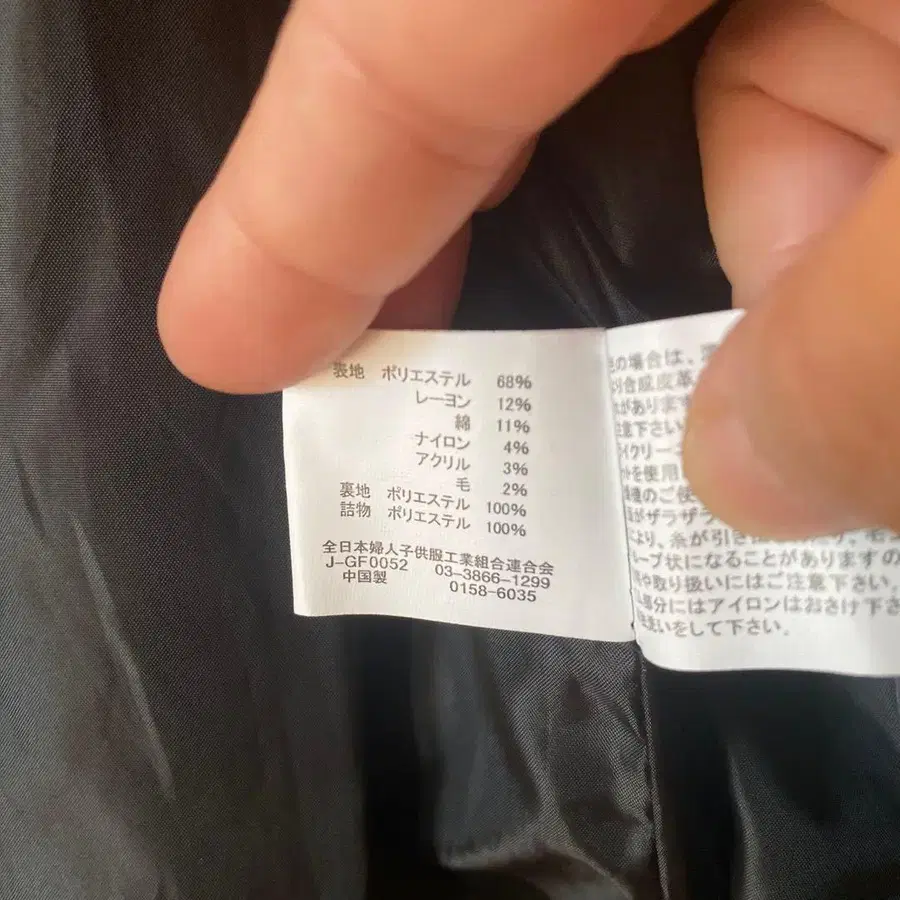 表地 ポリエステル 68%
レーヨン 12%
綿 11%
ナイロン 4%
アクリル 3%
毛 2%
裏地 ポリエステル 100%
詰物 ポリエステル 100%
全日本婦人子供服工業組合連合会
J-GF0052 03-3866-1299
中国製 0158-6035
の場合は、
合成皮革
があります
注意下さい
イクリー
を使用
のご使
がザラザラ
により、糸が引き
ループ状になることがありますの
や取り扱いにはご注意下さい。
部分にはアイロンはおさけ下さ
洗いをして下さい。